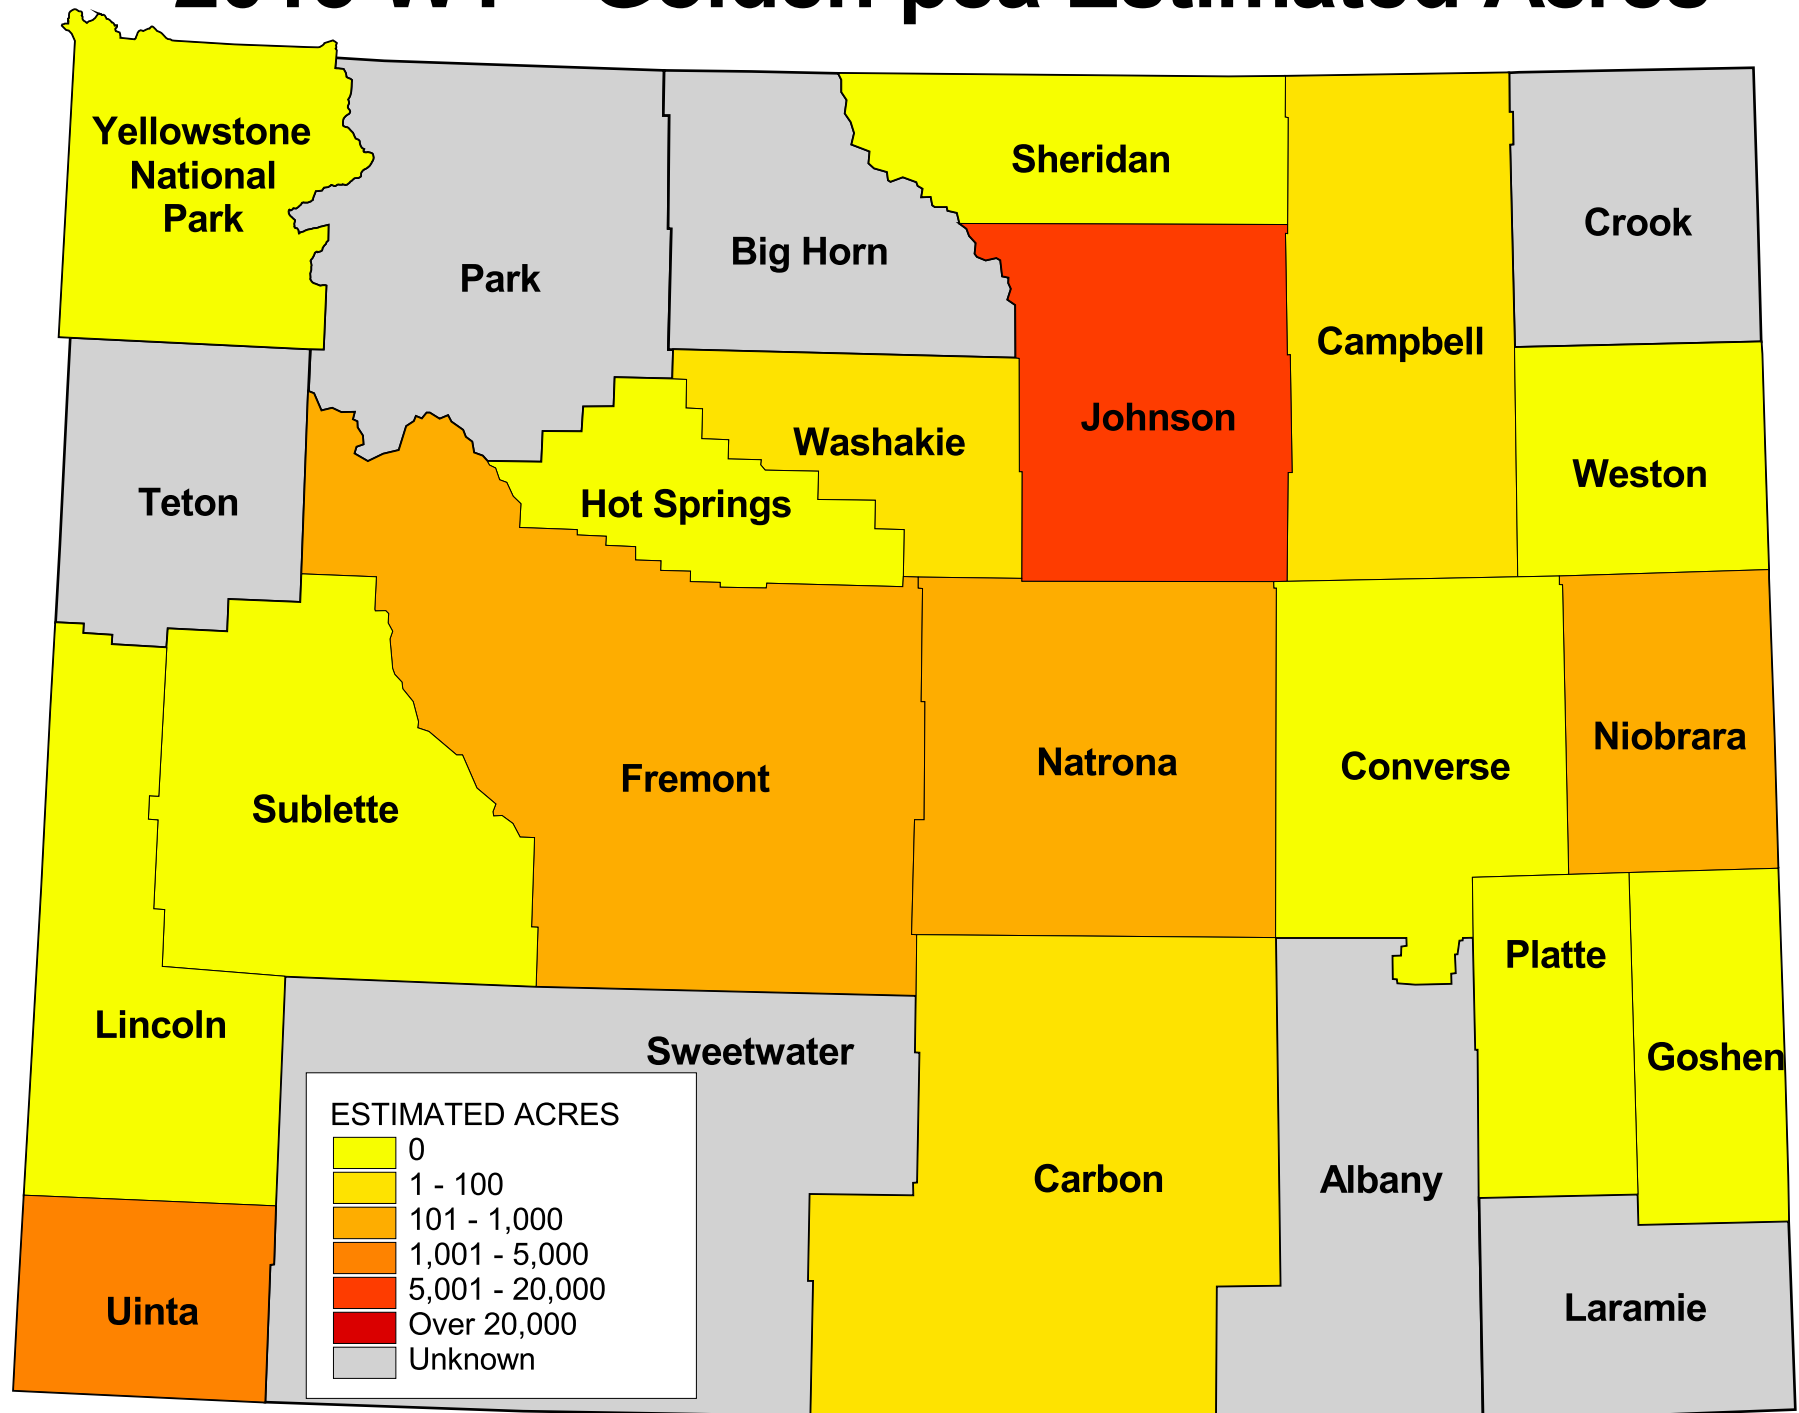 Yellowstone
National
Park
Sheridan
Crook
Big Horn
Park
Campbell
Johnson
Washakie
Weston
Teton
Hot Springs
Niobrara
Natrona
Converse
Fremont
Sublette
Platte
Lincoln
Sweetwater
Goshen
ESTIMATED ACRES
0
1 - 100
101 - 1,000
1,001 - 5,000
5,001 - 20,000
Over 20,000
Unknown
Carbon
Albany
Uinta
Laramie